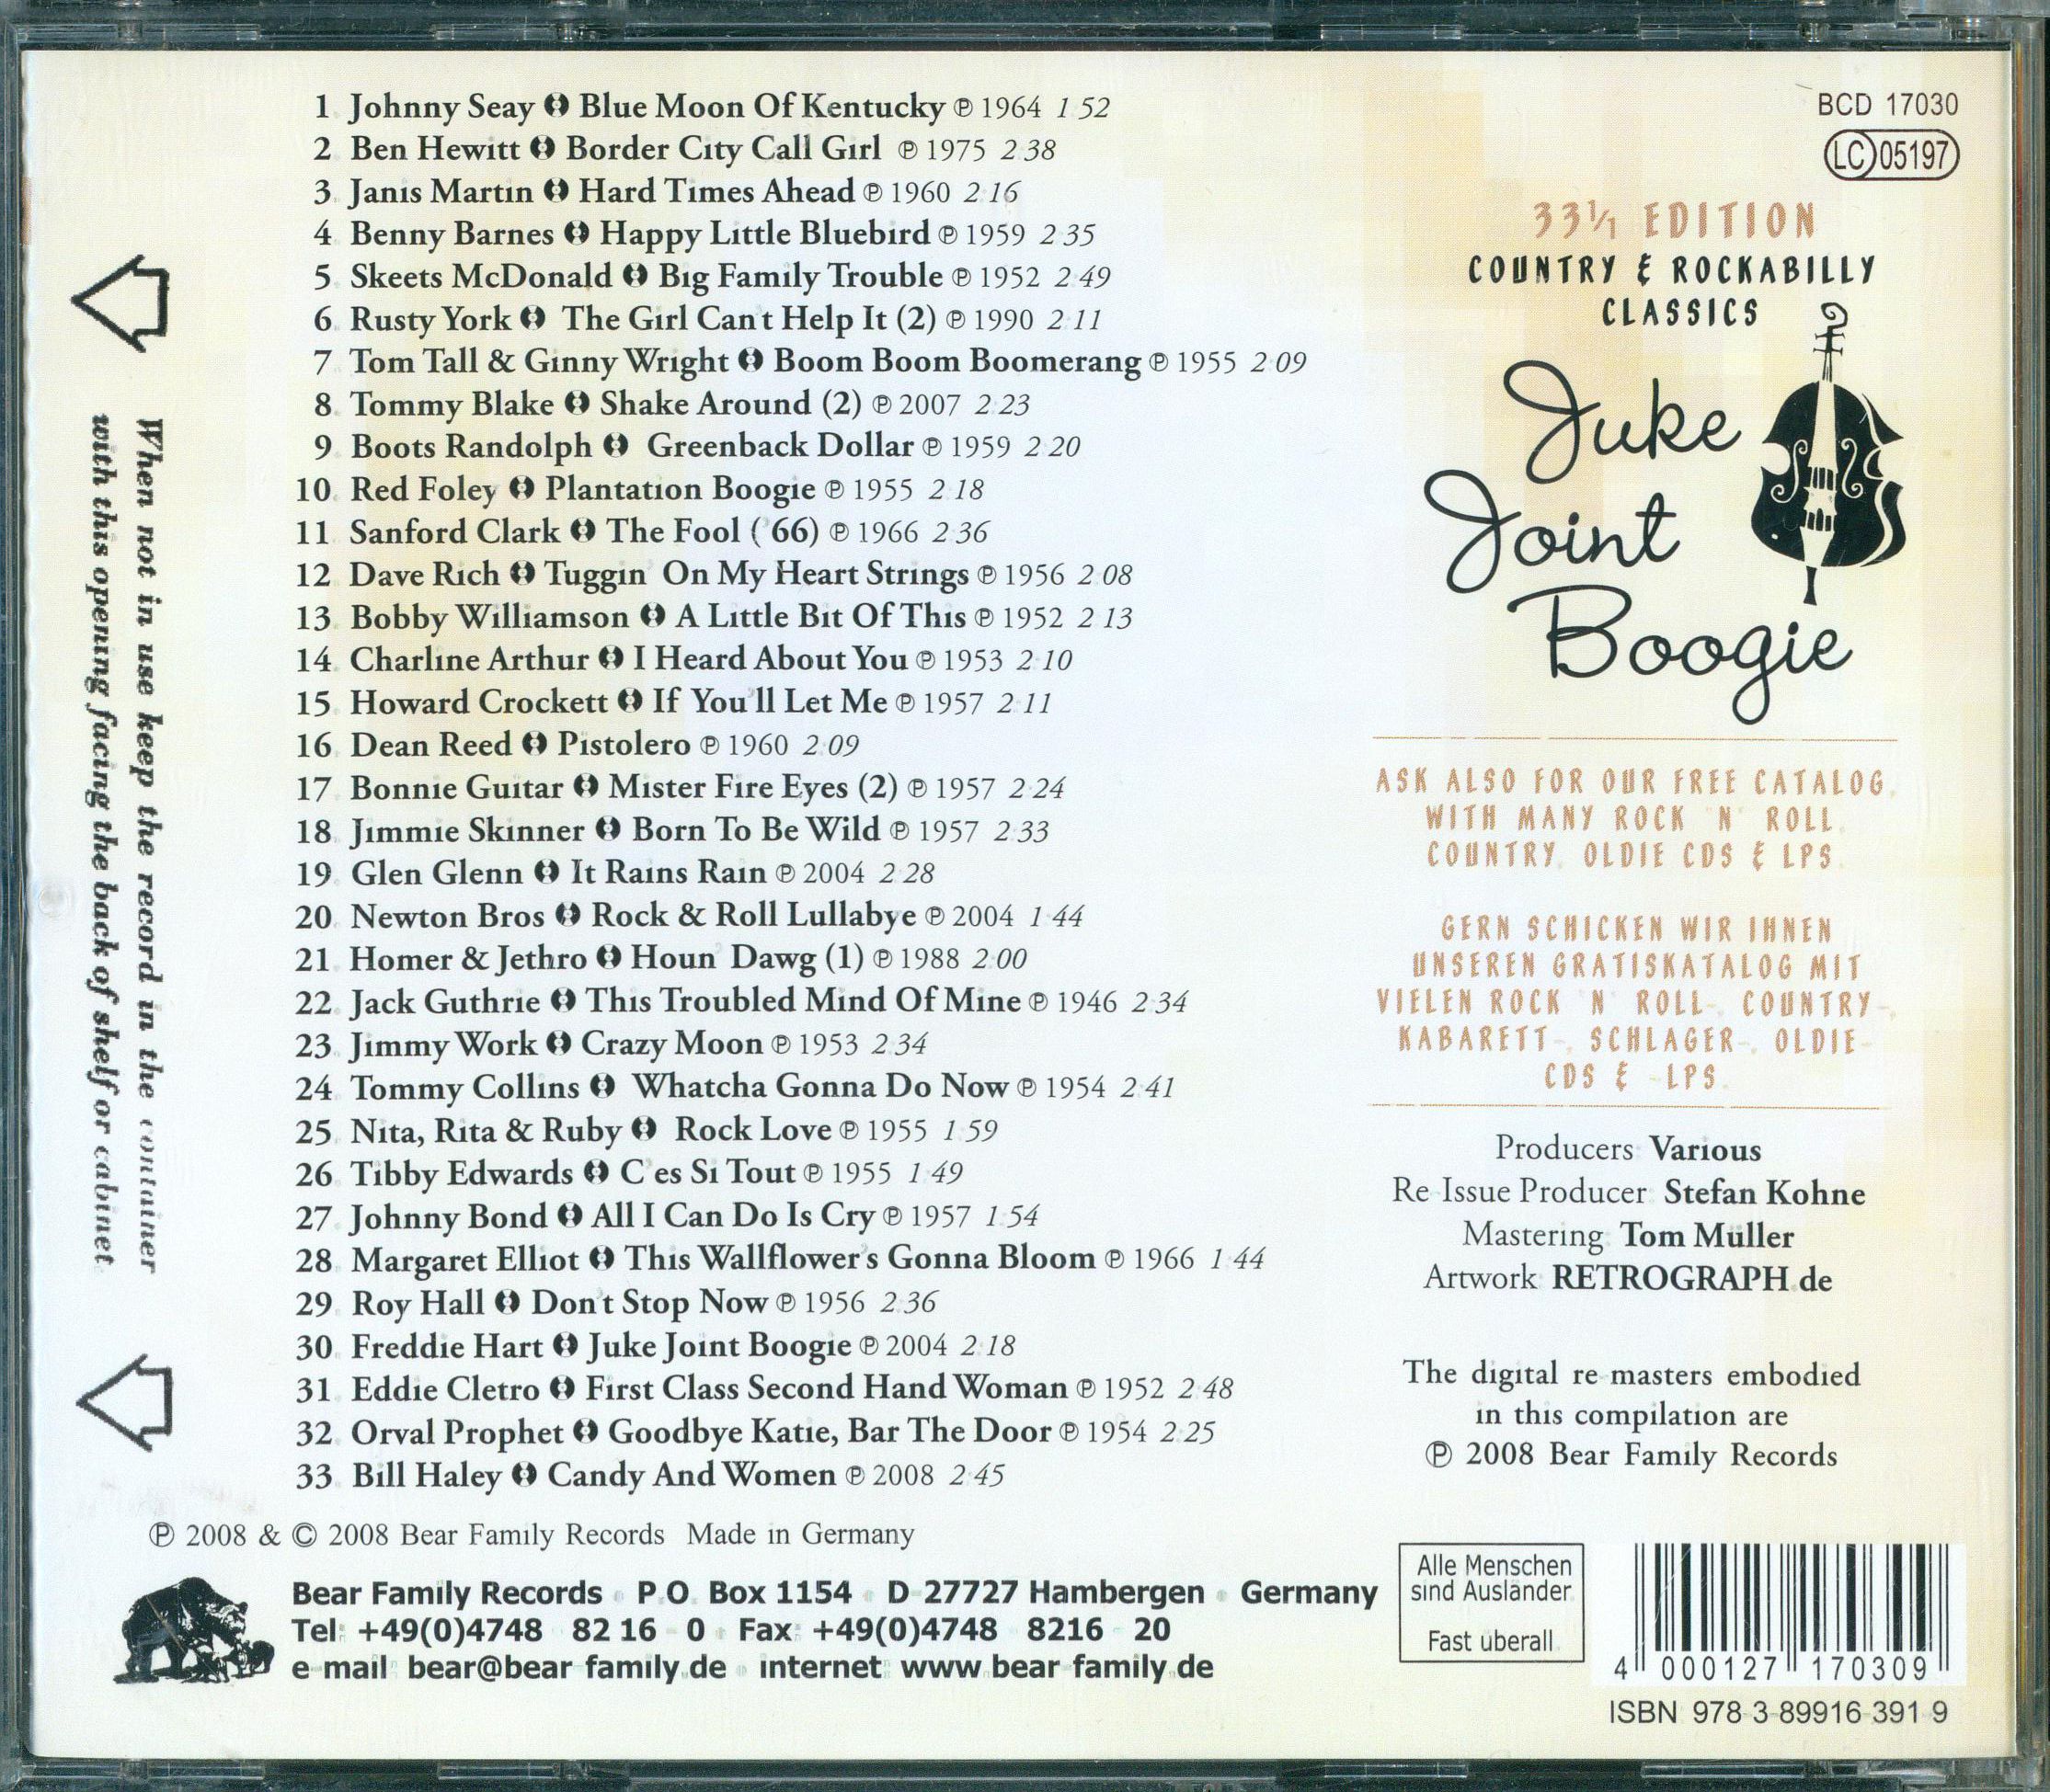 1. Johnny Seay Blue Moon Of Kentucky ℗ 1964 1:52
2. Ben Hewitt Border City Call Girl ℗ 1975 2:38
3. Janis Martin Hard Times Ahead ℗ 1960 2:16
4. Benny Barnes Happy Little Bluebird ℗ 1959 2:35
5. Skeets McDonald Big Family Trouble ℗ 1952 2:49
6. Rusty York The Girl Can't Help It (2) ℗ 1990 2:11
7. Tom Tall & Ginny Wright Boom Boom Boomerang ℗ 1955 2:09
8. Tommy Blake Shake Around (2) ℗ 2007 2:23
9. Boots Randolph Greenback Dollar ℗ 1959 2:20
10. Red Foley Plantation Boogie ℗ 1955 2:18
11. Sanford Clark The Fool ('66) ℗ 1966 2:36
12. Dave Rich Tuggin' On My Heart Strings ℗ 1956 2:08
13. Bobby Williamson A Little Bit Of This ℗ 1952 2:13
14. Charline Arthur I Heard About You ℗ 1953 2:10
15. Howard Crockett If You'll Let Me ℗ 1957 2:11
16. Dean Reed Pistolero ℗ 1960 2:09
17. Bonnie Guitar Mister Fire Eyes (2) ℗ 1957 2:24
18. Jimmie Skinner Born To Be Wild ℗ 1957 2:33
19. Glen Glenn It Rains Rain ℗ 2004 2:28
20. Newton Bros Rock & Roll Lullabye ℗ 2004 1:44
21. Homer & Jethro Houn' Dawg (1) ℗ 1988 2:00
22. Jack Guthrie This Troubled Mind Of Mine ℗ 1946 2:34
23. Jimmy Work Crazy Moon ℗ 1953 2:34
24. Tommy Collins Whatcha Gonna Do Now ℗ 1954 2:41
25. Nita, Rita & Ruby Rock Love ℗ 1955 1:59
26. Tibby Edwards C'es Si Tout ℗ 1955 1:49
27. Johnny Bond All I Can Do Is Cry ℗ 1957 1:54
28. Margaret Elliot This Wallflower's Gonna Bloom ℗ 1966 1:44
29. Roy Hall Don't Stop Now ℗ 1956 2:36
30. Freddie Hart Juke Joint Boogie ℗ 2004 2:18
31. Eddie Cletro First Class Second Hand Woman ℗ 1952 2:48
32. Orval Prophet Goodbye Katie, Bar The Door ℗ 1954 2:25
33. Bill Haley Candy And Women ℗ 2008 2:45
℗ 2008 & © 2008 Bear Family Records Made in Germany
Bear Family Records · P.O. Box 1154 · D-27727 Hambergen · Germany
Tel: +49(0)4748 - 82 16 - 0 · Fax: +49(0)4748 - 8216 - 20
e-mail: bear@bear-family.de · internet: www.bear-family.de
When not in use keep the record in the container
with this opening facing the back of shelf or cabinet
BCD 17030
LC 05197
33 1/1 EDITION
COUNTRY & ROCKABILLY
CLASSICS
Juke
Joint
Boogie
ASK ALSO FOR OUR FREE CATALOG,
WITH MANY ROCK 'N' ROLL,
COUNTRY, OLDIE CDS & LPS.
GERN SCHICKEN WIR IHNEN
UNSEREN GRATISKATALOG MIT
VIELEN ROCK 'N' ROLL-, COUNTRY-,
KABARETT-, SCHLAGER-, OLDIE-
CDS & -LPS.
Producers: Various
Re-Issue Producer: Stefan Kohne
Mastering: Tom Müller
Artwork: RETROGRAPH.de
The digital re-masters embodied
in this compilation are
℗ 2008 Bear Family Records
Alle Menschen
sind Ausländer.
Fast überall.
4 000127 170309
ISBN 978-3-89916-391-9